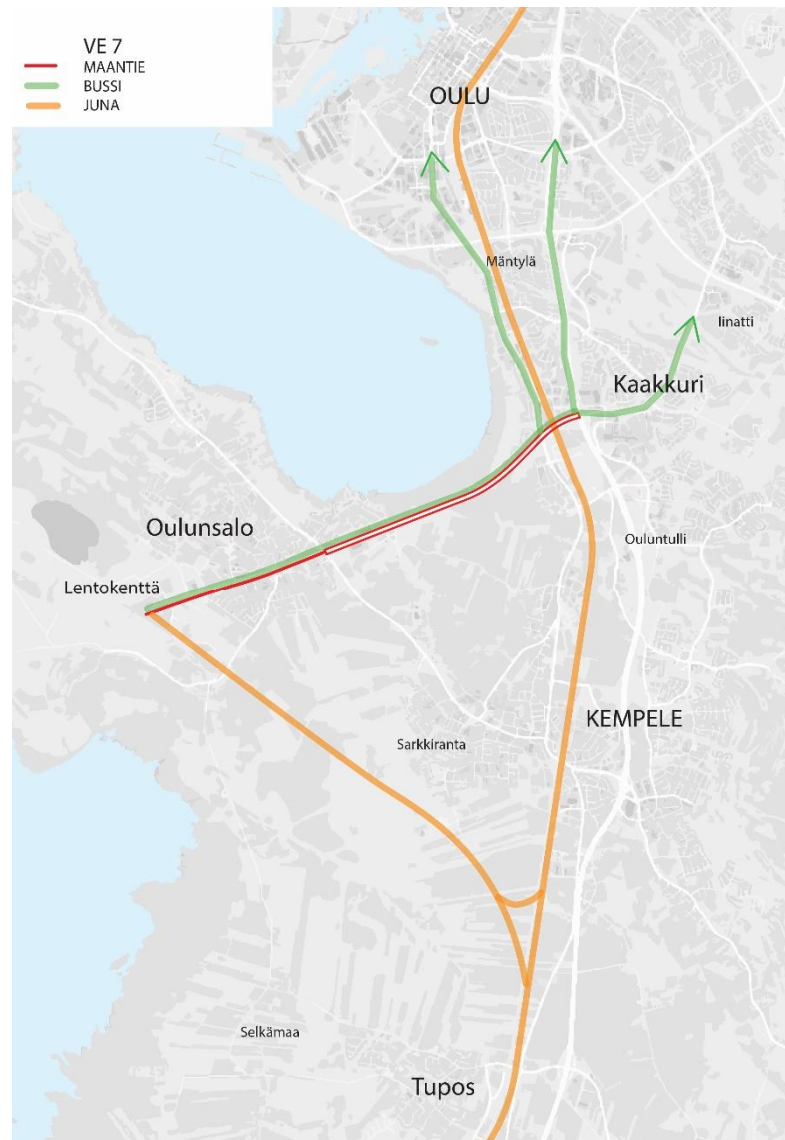 VE 7
MAANTIE
BUSSI
JUNA
OULU
Mäntylä
Iinatti
Kaakkuri
Oulunsalo
Ouluntulli
Lentokenttä
KEMPELE
Sarkkiranta
Selkämaa
Tupos